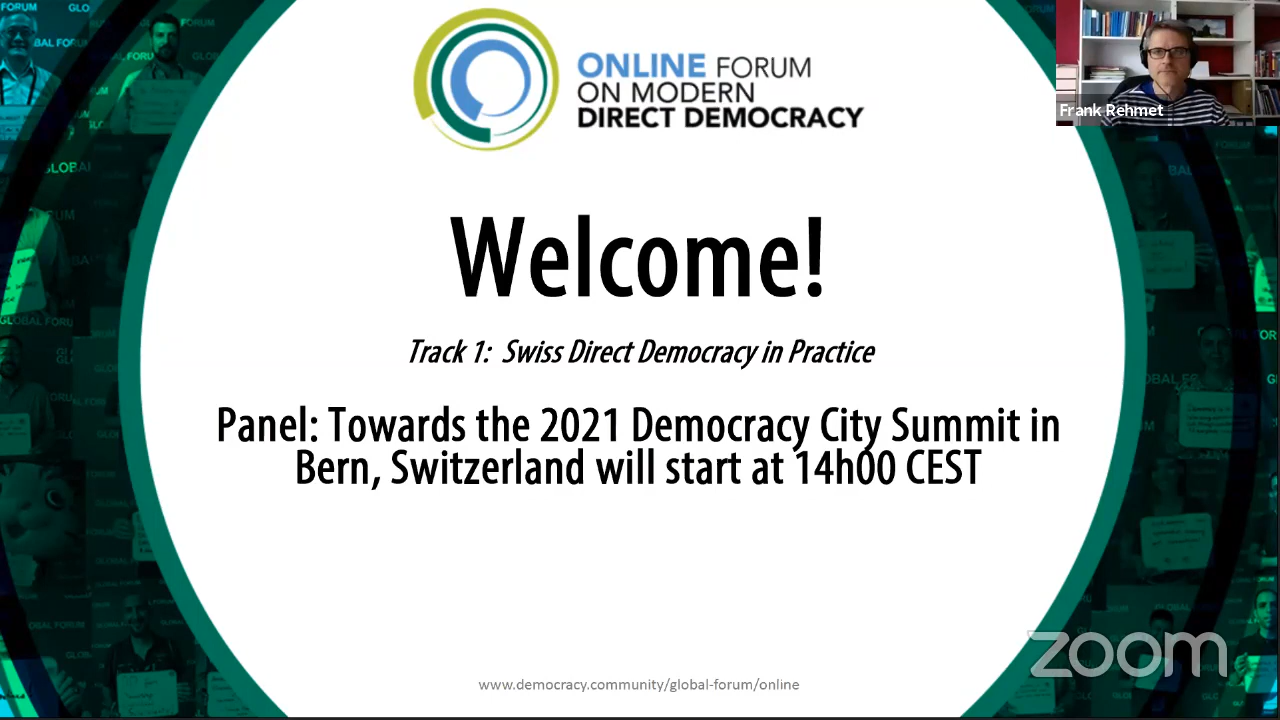 ONLINE FORUM
ON MODERN
DIRECT DEMOCRACY
Frank Rehmet
Welcome!
Track 1: Swiss Direct Democracy in Practice
Panel: Towards the 2021 Democracy City Summit in
Bern, Switzerland will start at 14h00 CEST
www.democracy.community/global-forum/online
zoom